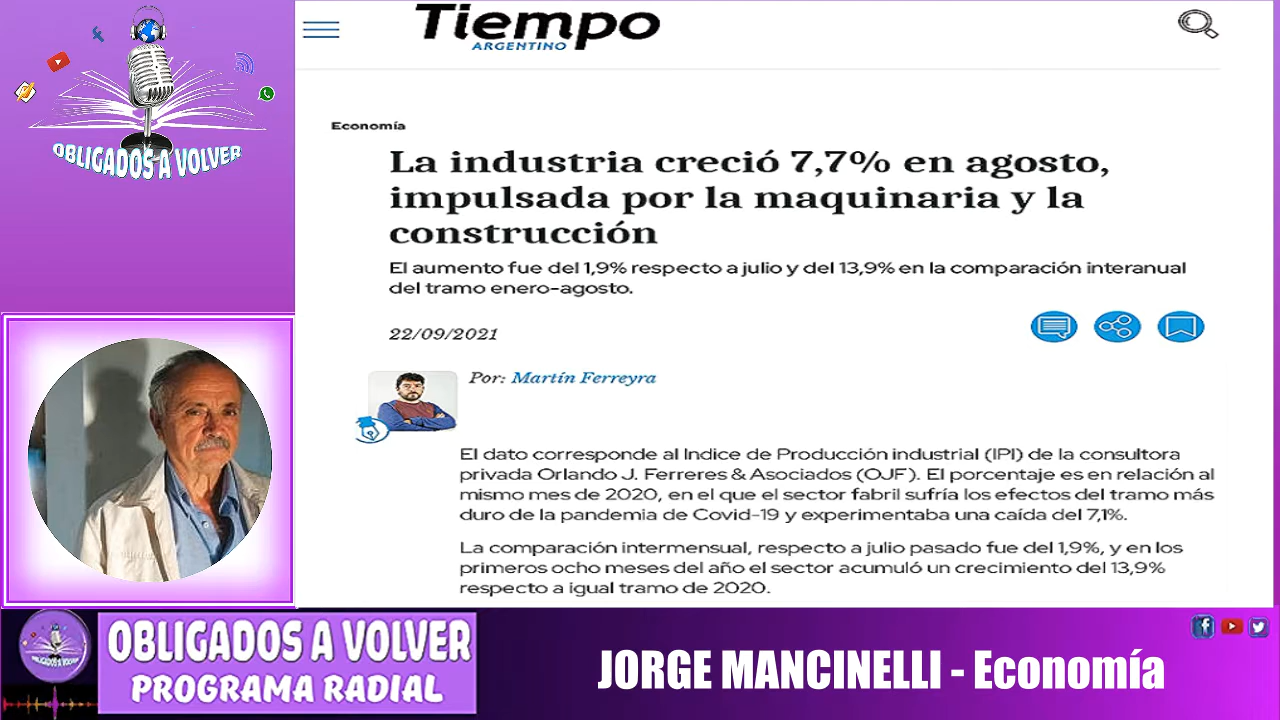 OBLIGADOS A VOLVER
Tiempo
ARGENTINO
Economía
La industria creció 7,7% en agosto,
impulsada por la maquinaria y la
construcción
El aumento fue del 1,9% respecto a julio y del 13,9% en la comparación interanual
del tramo enero-agosto.
22/09/2021
Por: Martín Ferreyra
El dato corresponde al Indice de Producción industrial (IPI) de la consultora
privada Orlando J. Ferreres & Asociados (OJF). El porcentaje es en relación al
mismo mes de 2020, en el que el sector fabril sufría los efectos del tramo más
duro de la pandemia de Covid-19 y experimentaba una caída del 7,1%.
La comparación intermensual, respecto a julio pasado fue del 1,9%, y en los
primeros ocho meses del año el sector acumuló un crecimiento del 13,9%
respecto a igual tramo de 2020.
OBLIGADOS A VOLVER
OBLIGADOS A VOLVER
PROGRAMA RADIAL
JORGE MANCINELLI - Economía